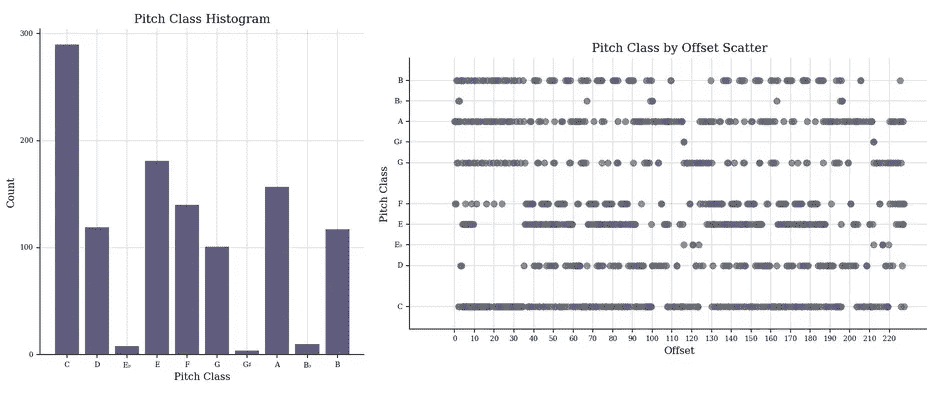 Pitch Class Histogram
300
200
100
0
Count
C D E♭ E F G G♯ A B♭ B
Pitch Class
Pitch Class by Offset Scatter
B
B♭
A
G♯
G
F
E
E♭
D
C
Pitch Class
0 10 20 30 40 50 60 70 80 90 100 110 120 130 140 150 160 170 180 190 200 210 220
Offset